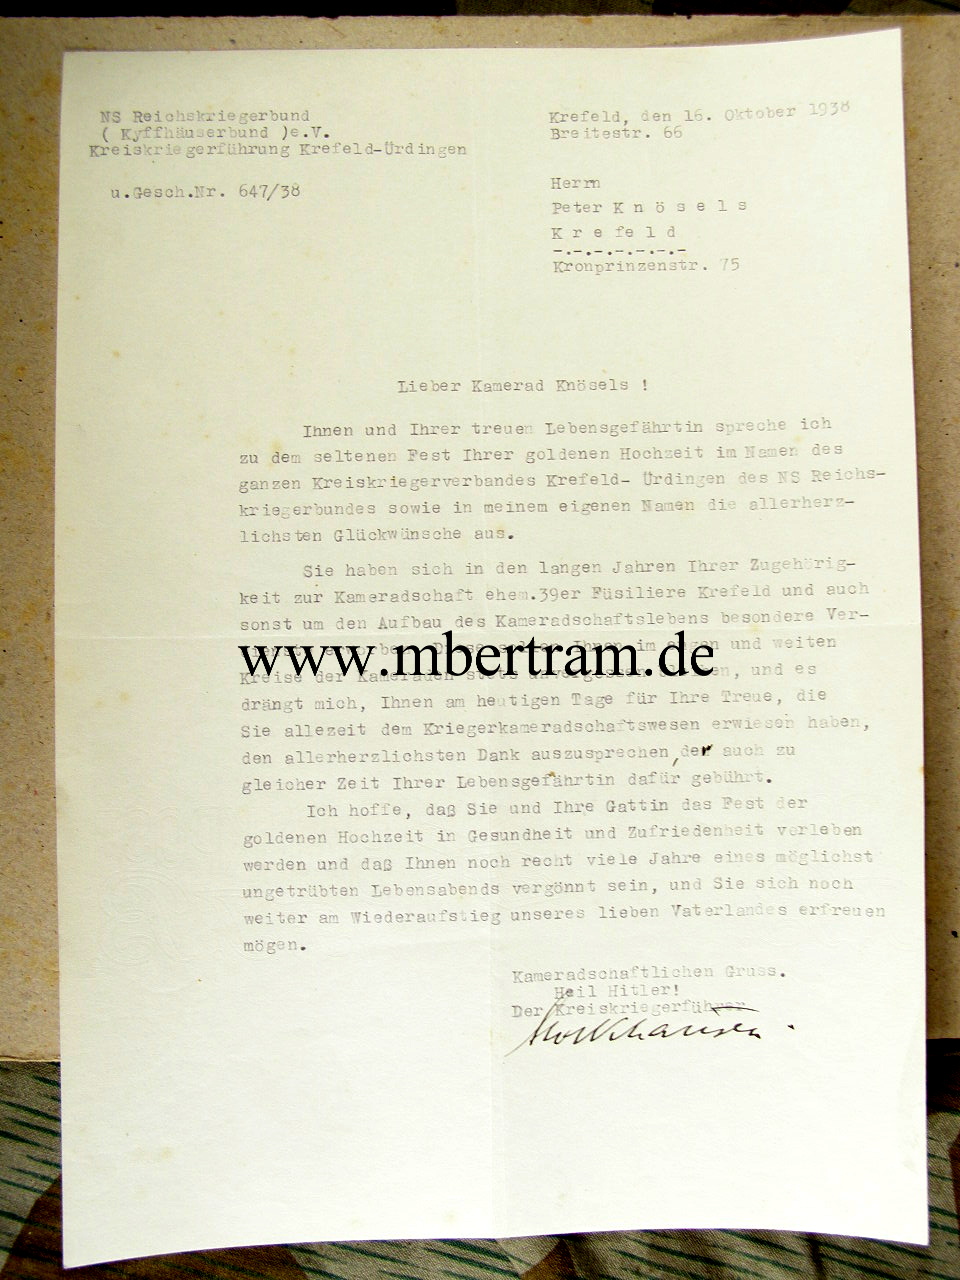 NS Reichskriegerbund
( Kyffhäuserbund )e.V.
Kreiskriegerführung Krefeld-Ürdingen
u.Gesch.Nr. 647/38
Krefeld, den 16. Oktober 1938
Breitestr. 66
Herrn
Peter K n ö s e l s
K r e fe l d
-.-.-.-.-.-.-
Kronprinzenstr. 75
Lieber Kamerad Knösels !
Ihnen und Ihrer treuen Lebensgefährtin spreche ich
zu dem seltenen Fest Ihrer goldenen Hochzeit im Namen des
ganzen Kreiskriegerverbandes Krefeld- Ürdingen des NS Reichs-
kriegerbundes sowie in meinem eigenen Namen die allerherz-
lichsten Glückwünsche aus.
Sie haben sich in den langen Jahren Ihrer Zugehörig-
keit zur Kameradschaft ehem.39er Füsiliere Krefeld und auch
sonst um den Aufbau des Kameradschaftslebens besondere Ver-
Ihnen im und weiten
www.mbertram.de
Kreise der Kameraden stets und es
drängt mich, Ihnen am heutigen Tage für Ihre Treue, die
Sie allezeit dem Kriegerkameradschaftswesen erwiesen haben,
den allerherzlichsten Dank auszusprechen,der auch zu
gleicher Zeit Ihrer Lebensgefährtin dafür gebührt.
Ich hoffe, daß Sie und Ihre Gattin das Fest der
goldenen Hochzeit in Gesundheit und Zufriedenheit verleben
werden und daß Ihnen noch recht viele Jahre eines möglichst
ungetrübten Lebensabends vergönnt sein, und Sie sich noch
weiter am Wiederaufstieg unseres lieben Vaterlandes erfreuen
mögen.
Kameradschaftlichen Gruss.
Heil Hitler!
Der Kreiskriegerführer